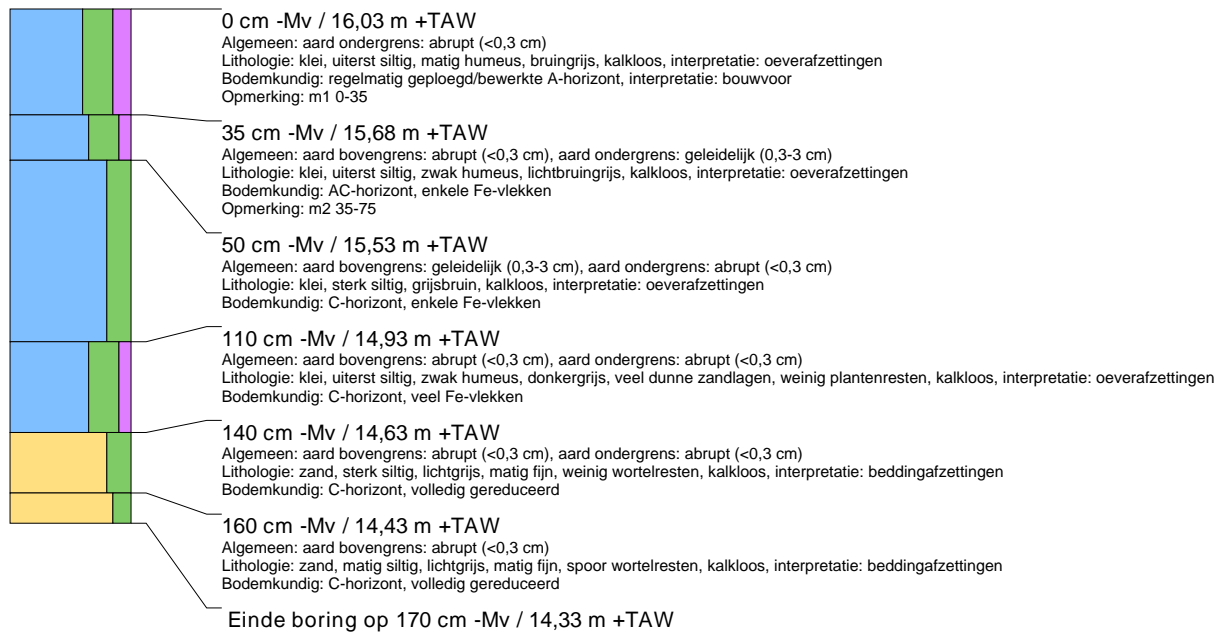 0 cm -Mv / 16,03 m +TAW
Algemeen: aard ondergrens: abrupt (<0,3 cm)
Lithologie: klei, uiterst siltig, matig humeus, bruingrijs, kalkloos, interpretatie: oeverafzettingen
Bodemkundig: regelmatig geploegd/bewerkte A-horizont, interpretatie: bouwvoor
Opmerking: m1 0-35
35 cm -Mv / 15,68 m +TAW
Algemeen: aard bovengrens: abrupt (<0,3 cm), aard ondergrens: geleidelijk (0,3-3 cm)
Lithologie: klei, uiterst siltig, zwak humeus, lichtbruingrijs, kalkloos, interpretatie: oeverafzettingen
Bodemkundig: AC-horizont, enkele Fe-vlekken
Opmerking: m2 35-75
50 cm -Mv / 15,53 m +TAW
Algemeen: aard bovengrens: geleidelijk (0,3-3 cm), aard ondergrens: abrupt (<0,3 cm)
Lithologie: klei, sterk siltig, grijsbruin, kalkloos, interpretatie: oeverafzettingen
Bodemkundig: C-horizont, enkele Fe-vlekken
110 cm -Mv / 14,93 m +TAW
Algemeen: aard bovengrens: abrupt (<0,3 cm), aard ondergrens: abrupt (<0,3 cm)
Lithologie: klei, uiterst siltig, zwak humeus, donkergrijs, veel dunne zandlagen, weinig plantenresten, kalkloos, interpretatie: oeverafzettingen
Bodemkundig: C-horizont, veel Fe-vlekken
140 cm -Mv / 14,63 m +TAW
Algemeen: aard bovengrens: abrupt (<0,3 cm), aard ondergrens: abrupt (<0,3 cm)
Lithologie: zand, sterk siltig, lichtgrijs, matig fijn, weinig wortelresten, kalkloos, interpretatie: beddingafzettingen
Bodemkundig: C-horizont, volledig gereduceerd
160 cm -Mv / 14,43 m +TAW
Algemeen: aard bovengrens: abrupt (<0,3 cm)
Lithologie: zand, matig siltig, lichtgrijs, matig fijn, spoor wortelresten, kalkloos, interpretatie: beddingafzettingen
Bodemkundig: C-horizont, volledig gereduceerd
Einde boring op 170 cm -Mv / 14,33 m +TAW